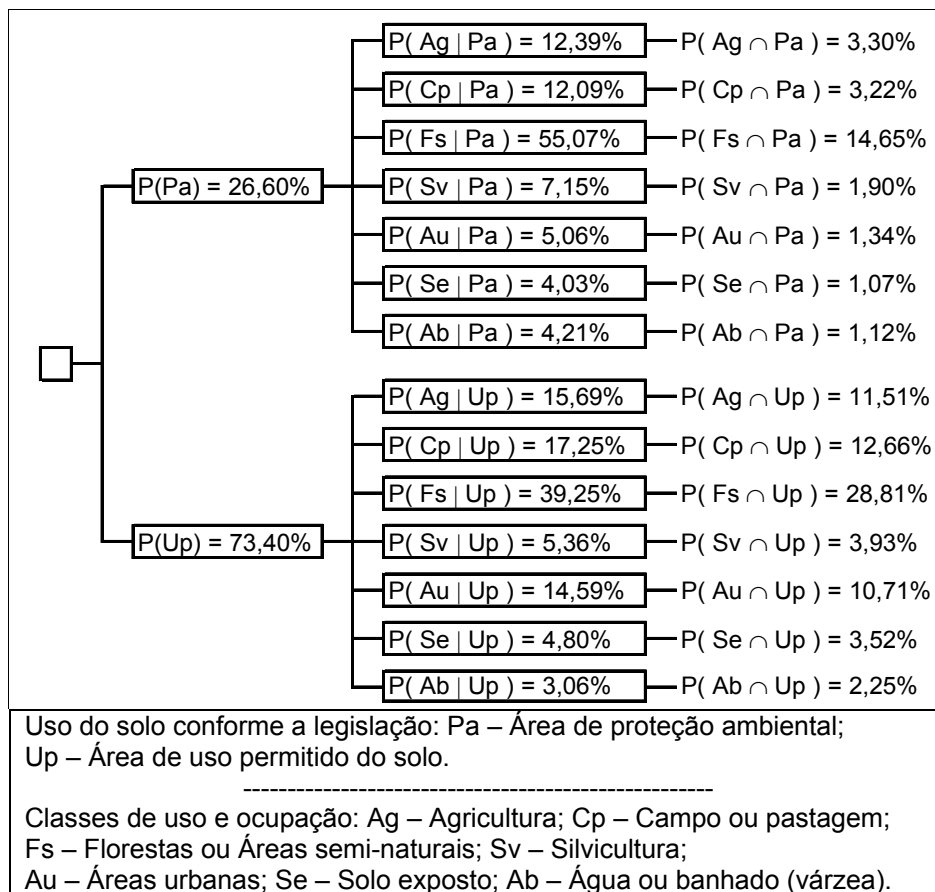 P( Ag | Pa ) = 12,39% P( Ag ∩ Pa ) = 3,30%
P( Cp | Pa ) = 12,09% P( Cp ∩ Pa ) = 3,22%
P( Fs | Pa ) = 55,07% P( Fs ∩ Pa ) = 14,65%
P(Pa) = 26,60% P( Sv | Pa ) = 7,15% P( Sv ∩ Pa ) = 1,90%
P( Au | Pa ) = 5,06% P( Au ∩ Pa ) = 1,34%
P( Se | Pa ) = 4,03% P( Se ∩ Pa ) = 1,07%
P( Ab | Pa ) = 4,21% P( Ab ∩ Pa ) = 1,12%
P( Ag | Up ) = 15,69% P( Ag ∩ Up ) = 11,51%
P( Cp | Up ) = 17,25% P( Cp ∩ Up ) = 12,66%
P( Fs | Up ) = 39,25% P( Fs ∩ Up ) = 28,81%
P(Up) = 73,40% P( Sv | Up ) = 5,36% P( Sv ∩ Up ) = 3,93%
P( Au | Up ) = 14,59% P( Au ∩ Up ) = 10,71%
P( Se | Up ) = 4,80% P( Se ∩ Up ) = 3,52%
P( Ab | Up ) = 3,06% P( Ab ∩ Up ) = 2,25%
Uso do solo conforme a legislação: Pa – Área de proteção ambiental;
Up – Área de uso permitido do solo.
-----------------------------------------------------
Classes de uso e ocupação: Ag – Agricultura; Cp – Campo ou pastagem;
Fs – Florestas ou Áreas semi-naturais; Sv – Silvicultura;
Au – Áreas urbanas; Se – Solo exposto; Ab – Água ou banhado (várzea).